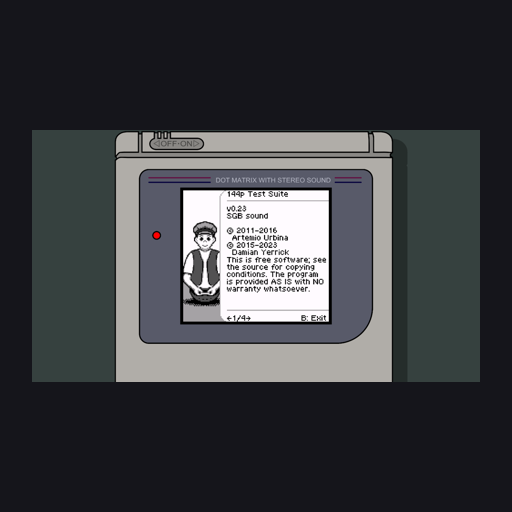 ◁OFF•ON▷
DOT MATRIX WITH STEREO SOUND
144p Test Suite
v0.23
SGB sound
© 2011-2016
Artemio Urbina
© 2015-2023
Damian Yerrick
This is free software; see
the source for copying
conditions. The program
is provided AS IS with NO
warranty whatsoever.
←1/4→ B: Exit